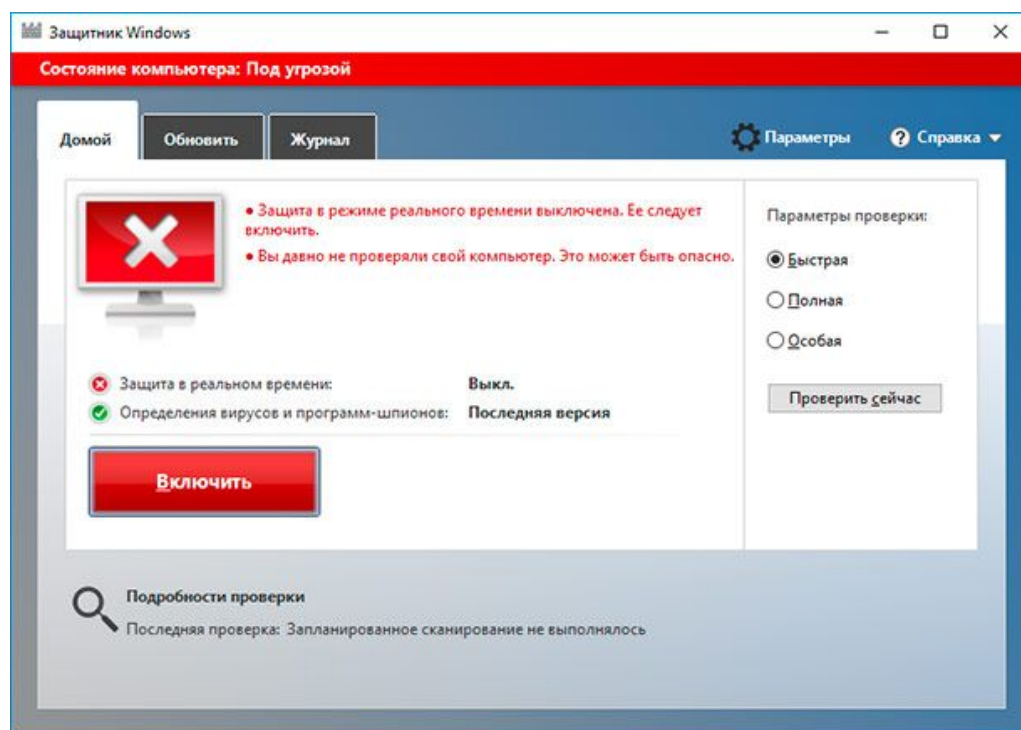 Защитник Windows
Состояние компьютера: Под угрозой
Домой
Обновить
Журнал
Параметры
Справка
• Защита в режиме реального времени выключена. Ее следует
включить.
• Вы давно не проверяли свой компьютер. Это может быть опасно.
Защита в реальном времени: Выкл.
Определения вирусов и программ-шпионов: Последняя версия
Включить
Параметры проверки:
Быстрая
Полная
Особая
Проверить сейчас
Подробности проверки
Последняя проверка: Запланированное сканирование не выполнялось